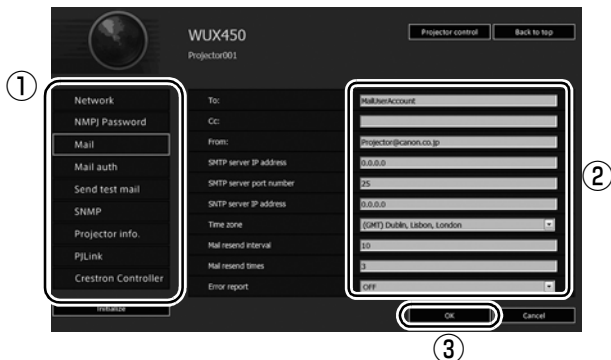 WUX450
Projector001
Projector control
Back to top
①
Network
NMPJ Password
Mail
Mail auth
Send test mail
SNMP
Projector info.
PJLink
Crestron Controller
Initialize
To: MailUserAccount
Cc:
From: Projector@canon.co.jp
SMTP server IP address 0.0.0.0
SMTP server port number 25
SNTP server IP address 0.0.0.0
Time zone (GMT) Dublin, Lisbon, London
Mail resend interval 10
Mail resend times 3
Error report OFF
②
OK
Cancel
③